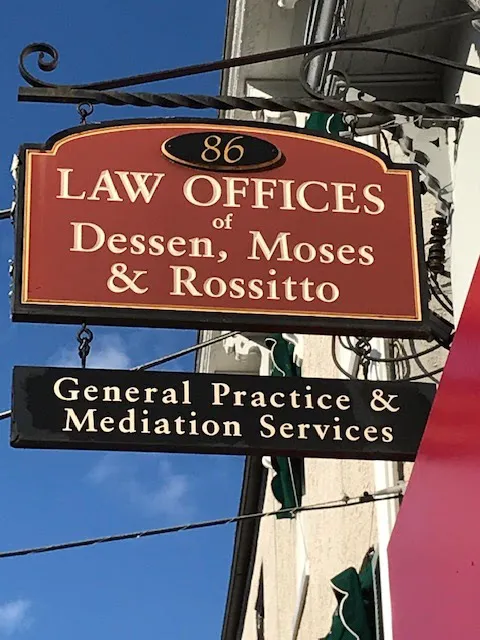 86
LAW OFFICES
of
Dessen, Moses
& Rossitto
General Practice &
Mediation Services